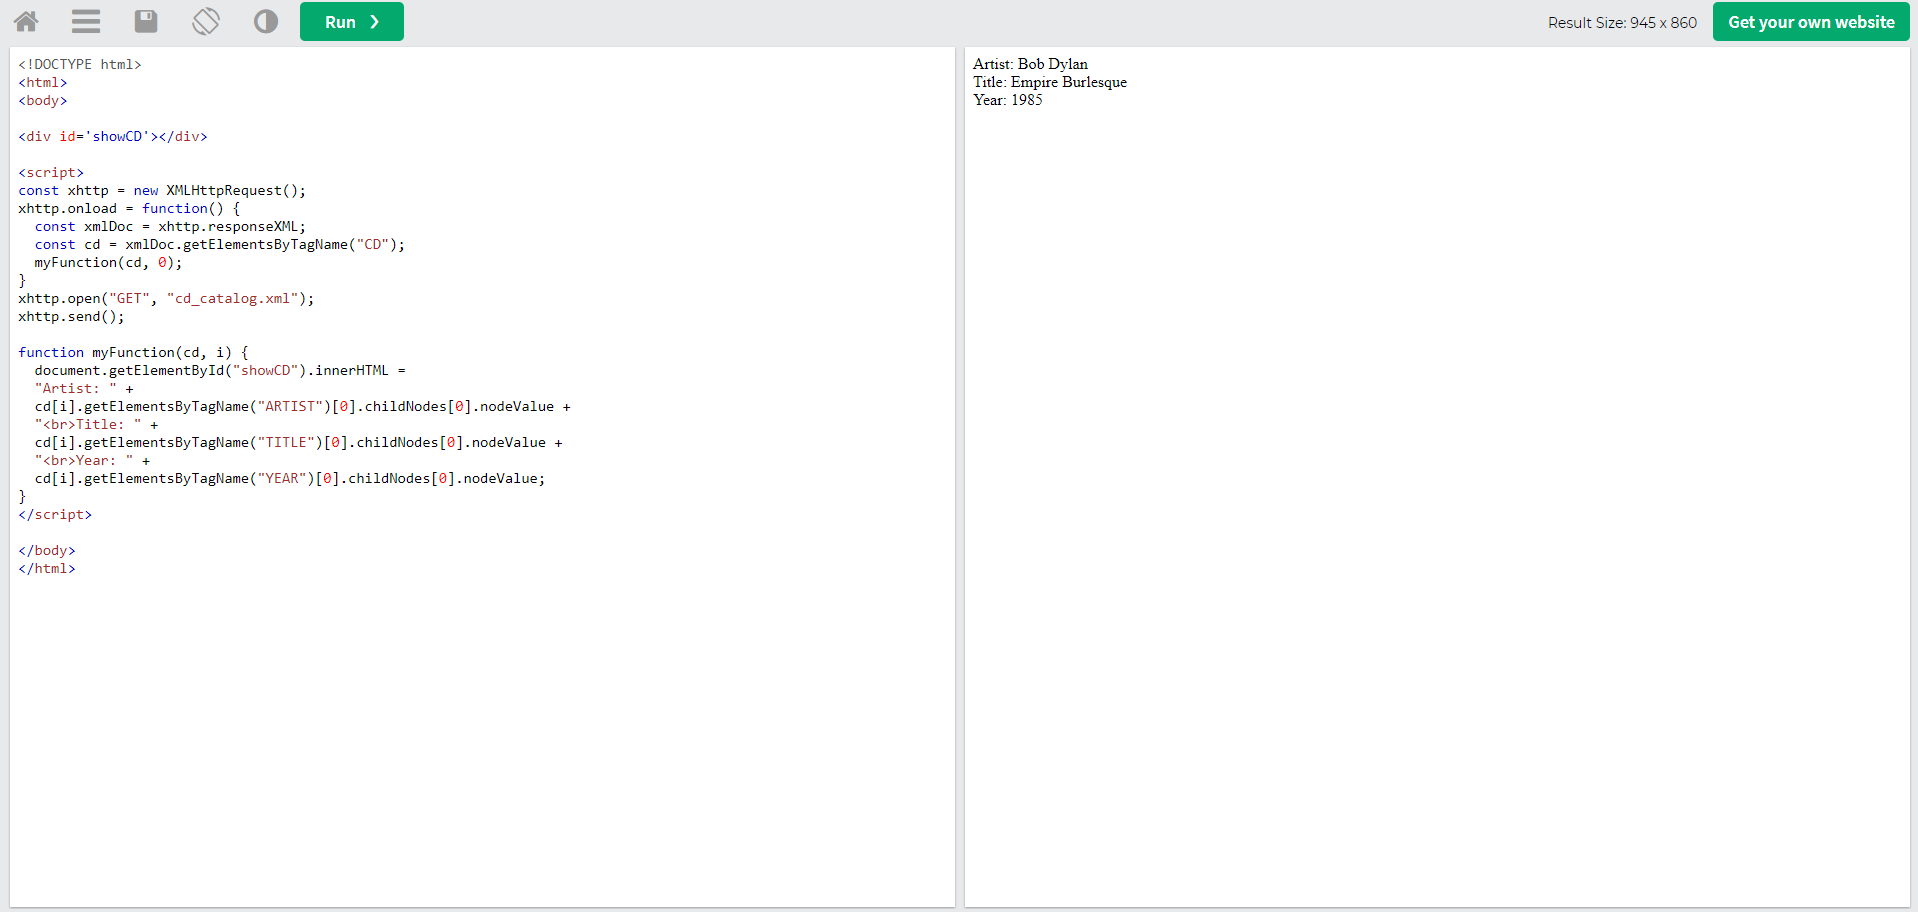 Run ❯
Result Size: 945 x 860
Get your own website
<!DOCTYPE html>
<html>
<body>

<div id='showCD'></div>

<script>
const xhttp = new XMLHttpRequest();
xhttp.onload = function() {
  const xmlDoc = xhttp.responseXML;
  const cd = xmlDoc.getElementsByTagName("CD");
  myFunction(cd, 0);
}
xhttp.open("GET", "cd_catalog.xml");
xhttp.send();

function myFunction(cd, i) {
  document.getElementById("showCD").innerHTML =
  "Artist: " +
  cd[i].getElementsByTagName("ARTIST")[0].childNodes[0].nodeValue +
  "<br>Title: " +
  cd[i].getElementsByTagName("TITLE")[0].childNodes[0].nodeValue +
  "<br>Year: " +
  cd[i].getElementsByTagName("YEAR")[0].childNodes[0].nodeValue;
}
</script>

</body>
</html>
Artist: Bob Dylan
Title: Empire Burlesque
Year: 1985